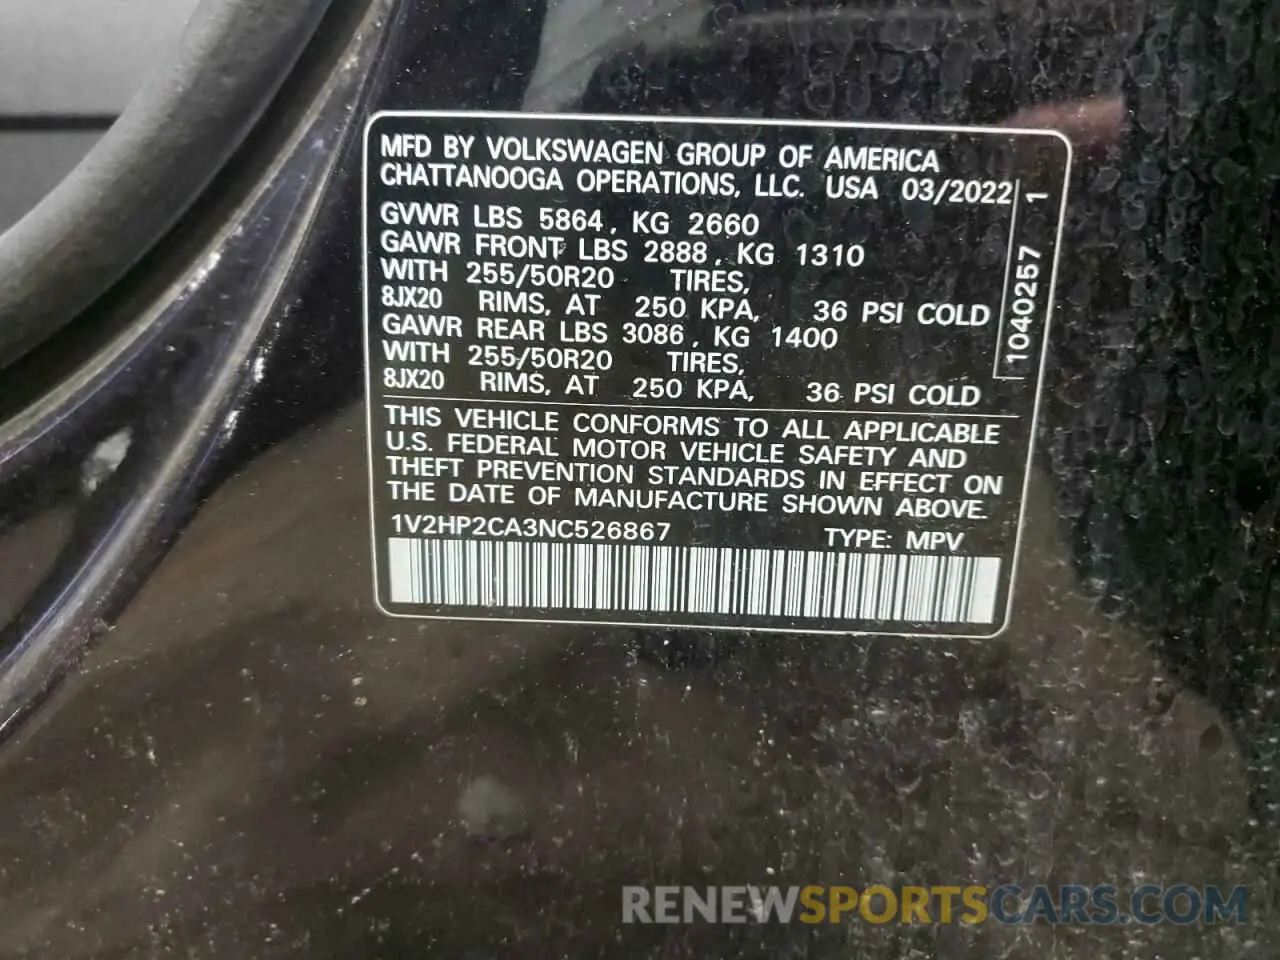 MFD BY VOLKSWAGEN GROUP OF AMERICA
CHATTANOOGA OPERATIONS, LLC. USA 03/2022
GVWR LBS 5864, KG 2660
GAWR FRONT LBS 2888, KG 1310
WITH 255/50R20 TIRES,
8JX20 RIMS, AT 250 KPA, 36 PSI COLD
GAWR REAR LBS 3086, KG 1400
WITH 255/50R20 TIRES,
8JX20 RIMS, AT 250 KPA, 36 PSI COLD
1040257 1
THIS VEHICLE CONFORMS TO ALL APPLICABLE
U.S. FEDERAL MOTOR VEHICLE SAFETY AND
THEFT PREVENTION STANDARDS IN EFFECT ON
THE DATE OF MANUFACTURE SHOWN ABOVE.
1V2HP2CA3NC526867 TYPE: MPV
RENEWSPORTSCARS.COM